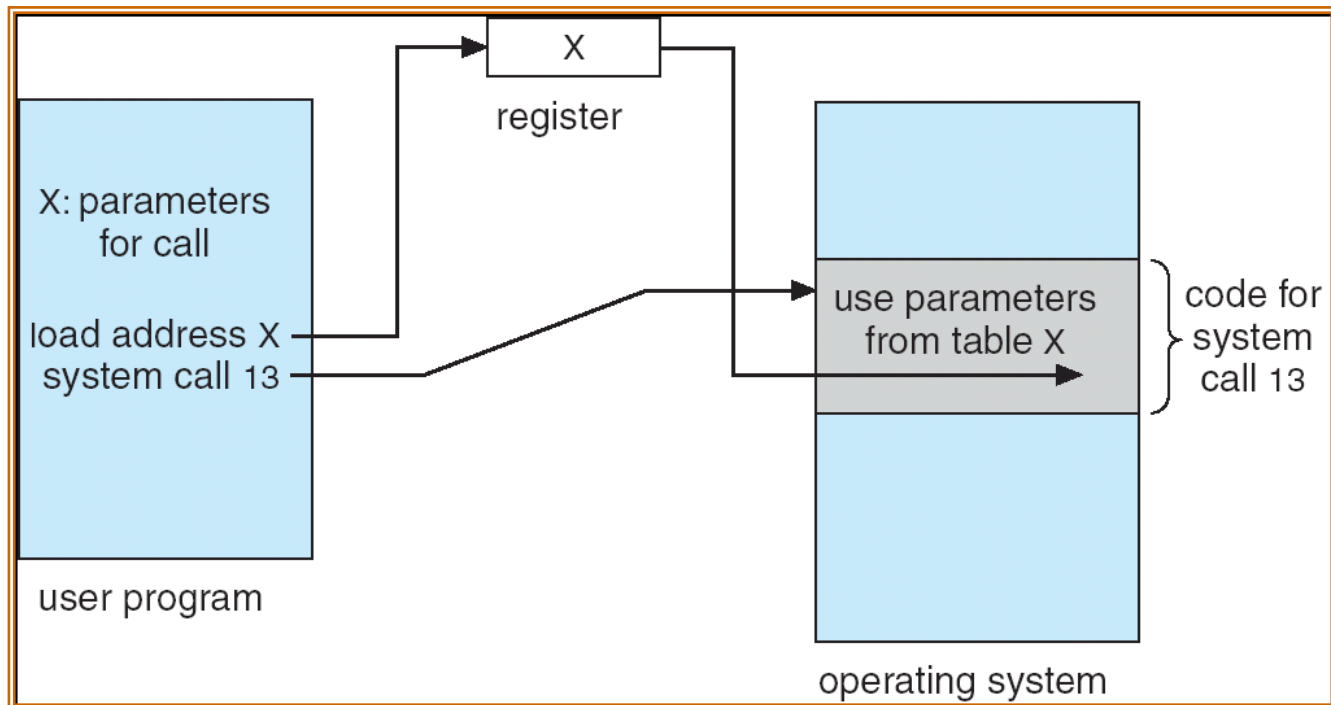 X
register
X: parameters
for call
load address X
system call 13
user program
use parameters
from table X
code for
system
call 13
operating system